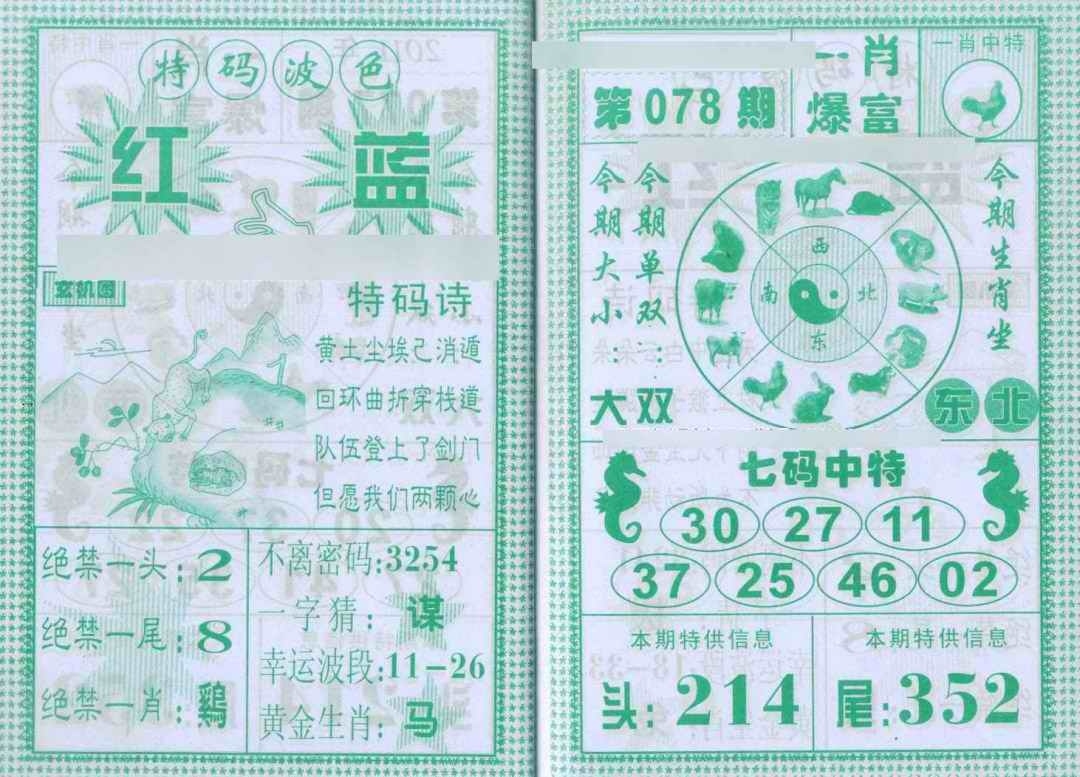 特码波色
红 蓝
玄机图
特码诗
黄土尘埃己消遁
回环曲折穿栈道
队伍登上了剑门
但愿我们两颗心
绝禁一头:2
绝禁一尾:8
绝禁一肖:鷄
不离密码:3254
一字猜:谋
幸运波段:11-26
黄金生肖:马
第078期
一肖
爆富
一肖中特
今期大小:大
今期单双:双
西
南 北
东
今期生肖坐
东北
七码中特
30 27 11
37 25 46 02
本期特供信息
头:214
本期特供信息
尾:352